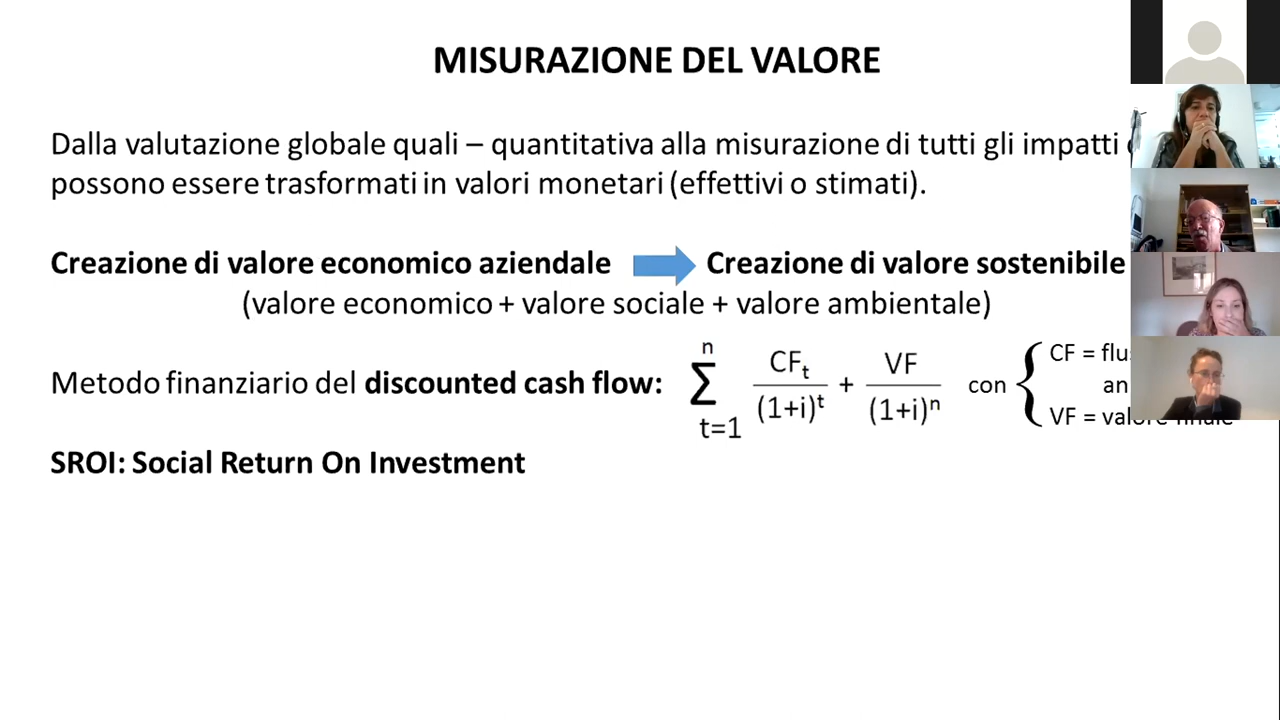 MISURAZIONE DEL VALORE
Dalla valutazione globale quali – quantitativa alla misurazione di tutti gli impatti
possono essere trasformati in valori monetari (effettivi o stimati).
Creazione di valore economico aziendale Creazione di valore sostenibile
(valore economico + valore sociale + valore ambientale)
Metodo finanziario del discounted cash flow: n Σ t=1 CFt/(1+i)^t + VF/(1+i)^n con { CF =
VF = valore finale
SROI: Social Return On Investment